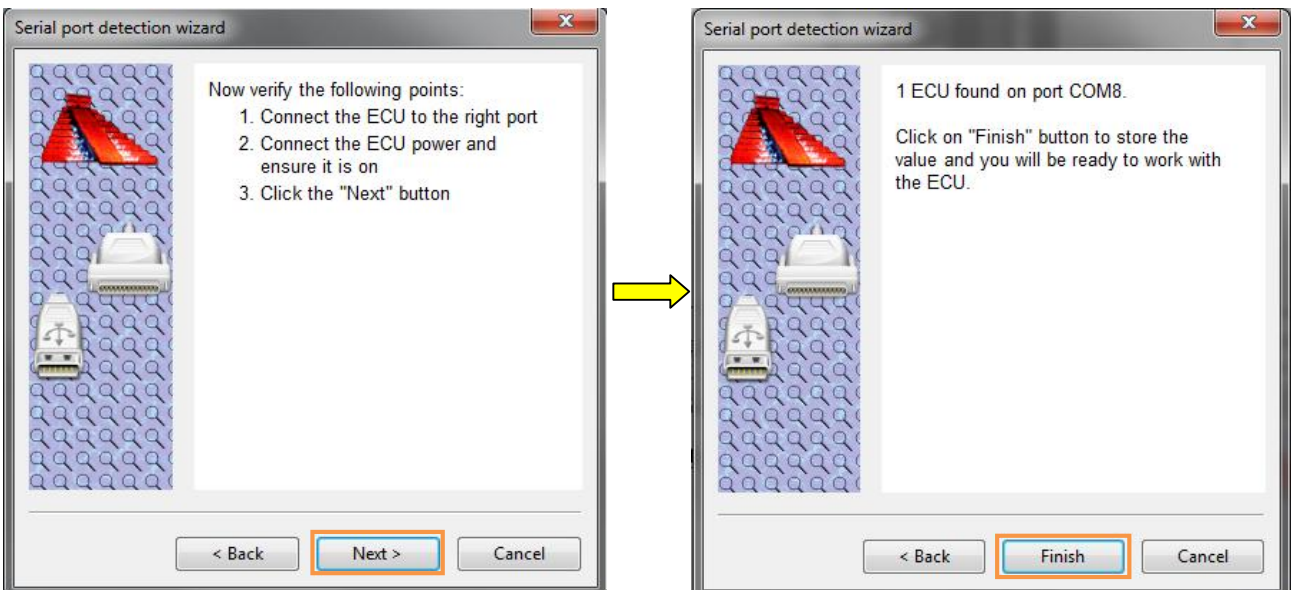 Serial port detection wizard
Now verify the following points:
1. Connect the ECU to the right port
2. Connect the ECU power and
ensure it is on
3. Click the "Next" button
< Back
Next >
Cancel
Serial port detection wizard
1 ECU found on port COM8.
Click on "Finish" button to store the
value and you will be ready to work with
the ECU.
< Back
Finish
Cancel